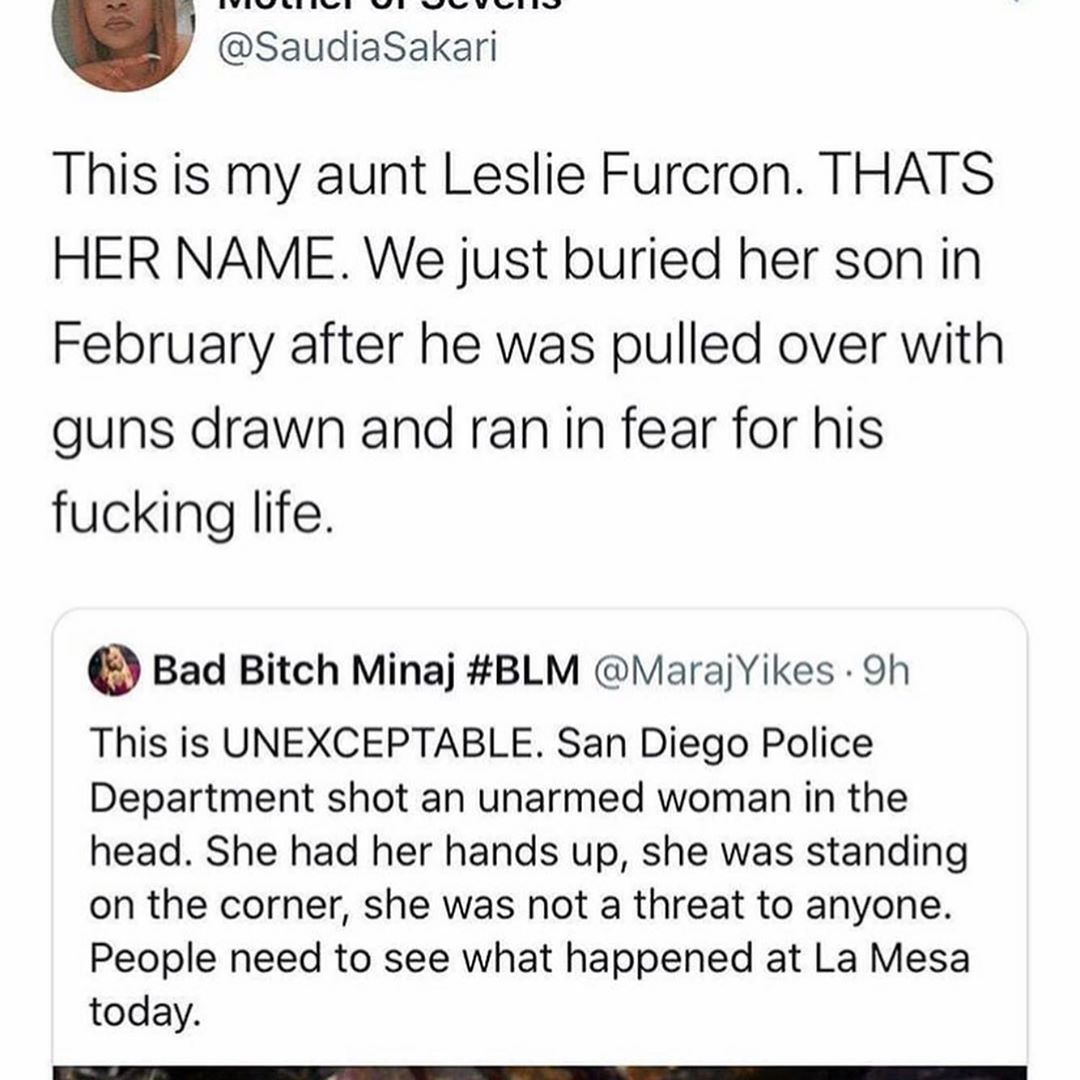 Mother of Sevens
@SaudiaSakari
This is my aunt Leslie Furcron. THATS
HER NAME. We just buried her son in
February after he was pulled over with
guns drawn and ran in fear for his
fucking life.
Bad Bitch Minaj #BLM @MarajYikes · 9h
This is UNEXCEPTABLE. San Diego Police
Department shot an unarmed woman in the
head. She had her hands up, she was standing
on the corner, she was not a threat to anyone.
People need to see what happened at La Mesa
today.